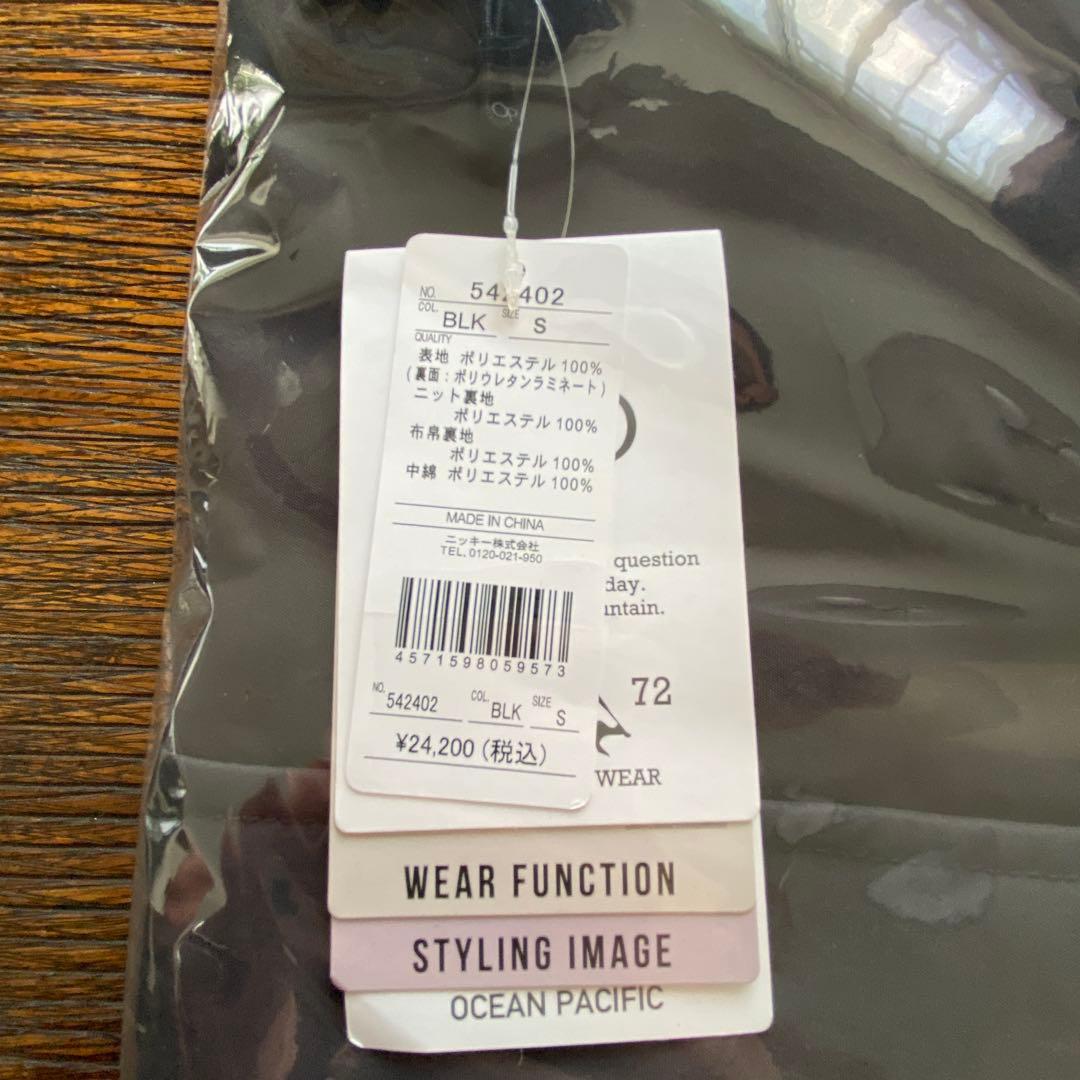 NO. 542402
COL. BLK SIZE S
QUALITY
表地 ポリエステル 100%
(裏面:ポリウレタンラミネート)
ニット裏地
ポリエステル 100%
布帛裏地
ポリエステル 100%
中綿 ポリエステル 100%
MADE IN CHINA
ニッキー株式会社
TEL, 0120-021-950
4571598059573
NO. 542402 COL. BLK SIZE S
¥24,200 (税込)
question
day.
72
WEAR
WEAR FUNCTION
STYLING IMAGE
OCEAN PACIFIC